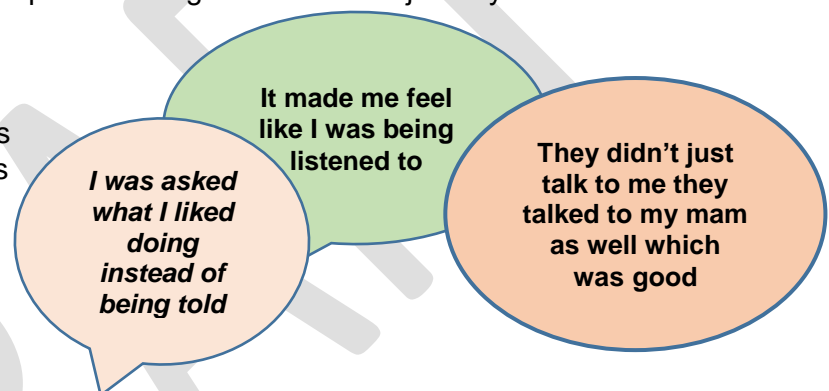 s
s
I was asked
what I liked
doing
instead of
being told
It made me feel
like I was being
listened to
They didn’t just
talk to me they
talked to my mam
as well which
was good